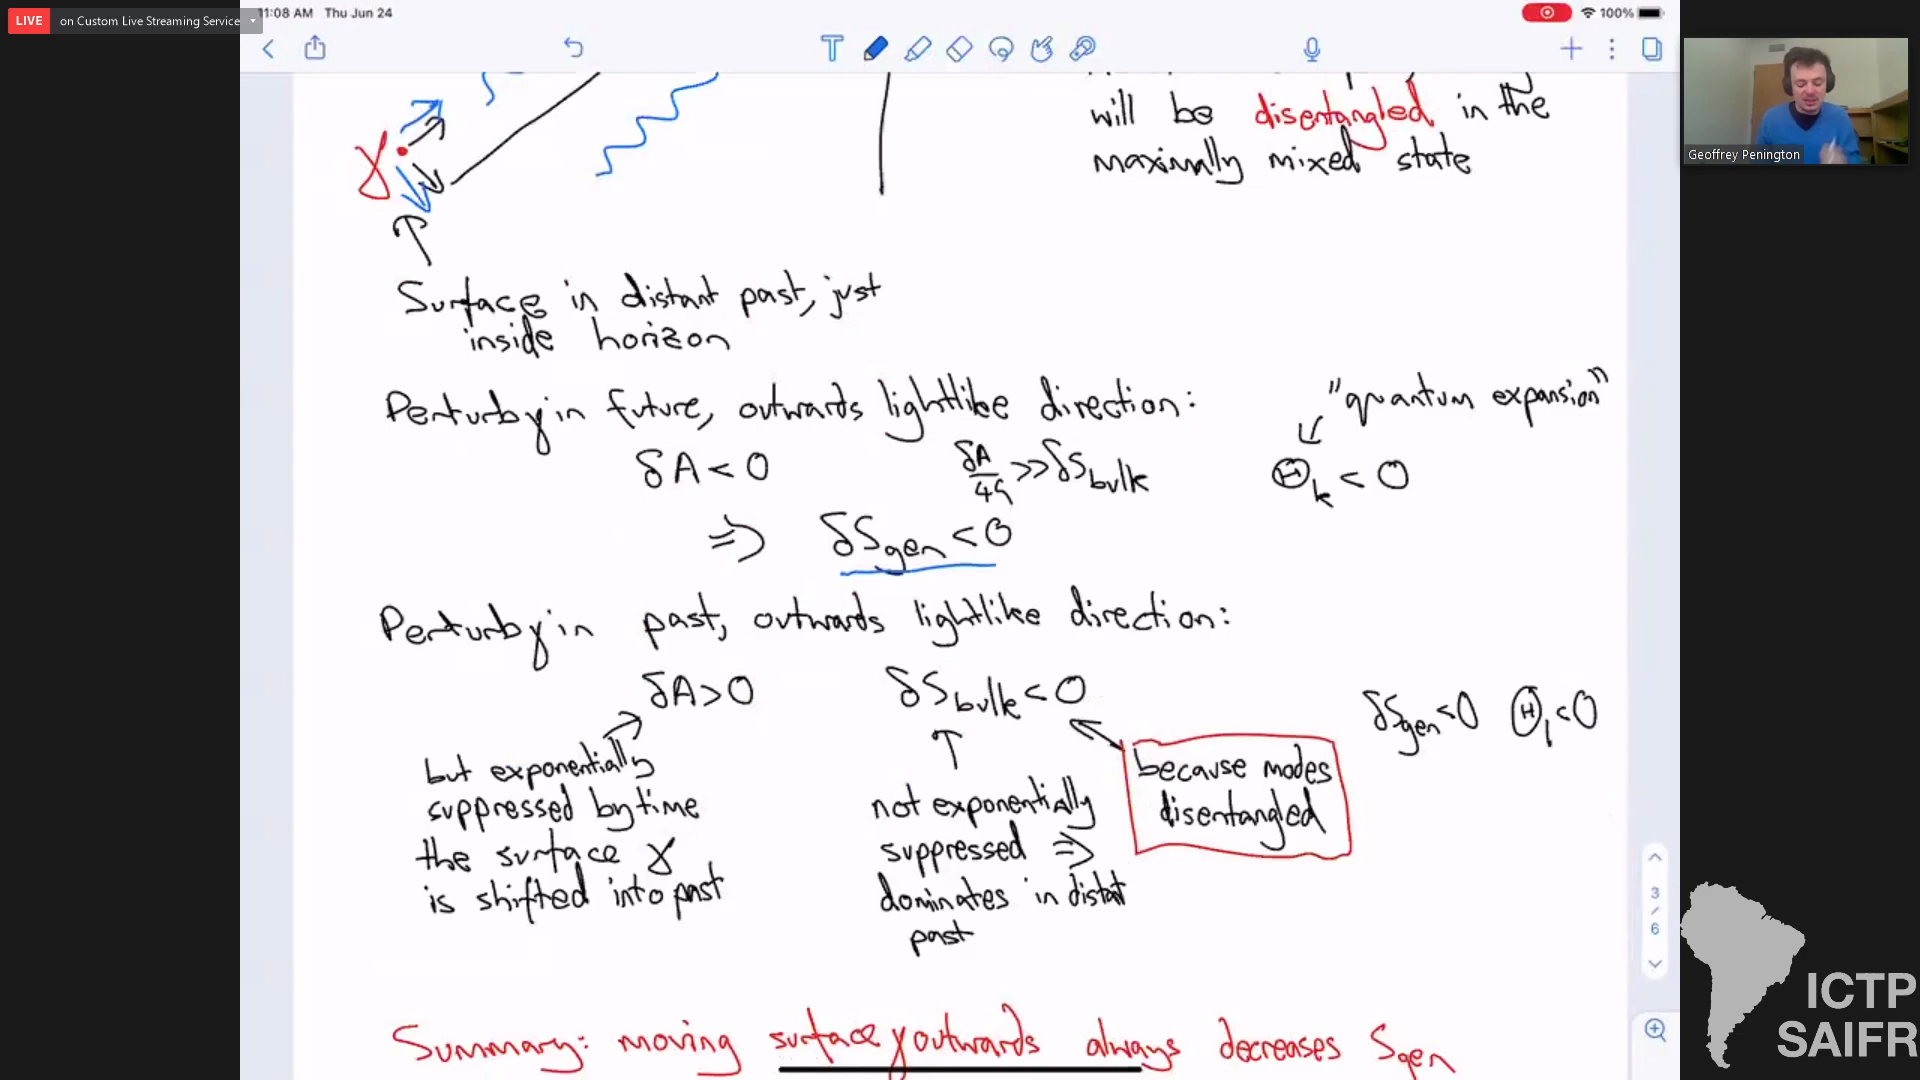 LIVE on Custom Live Streaming Service
11:08 AM Thu Jun 24
100%
will be disentangled in the
maximally mixed state
γ
Surface in distant past, just
inside horizon
Perturb γ in future, outwards lightlike direction:
"quantum expansion"
δA < 0
δA/4G >> δS_bulk
Θ_k < 0
⇒ δS_gen < 0
Perturb γ in past, outwards lightlike direction:
δA > 0
δS_bulk < 0
δS_gen < 0 Θ_l < 0
but exponentially
suppressed by time
the surface γ
is shifted into past
not exponentially
suppressed ⇒
dominates in distat
past
because modes
disentangled
Summary: moving surface γ outwards always decreases S_gen
Geoffrey Penington
3
/
6
ICTP
SAIFR